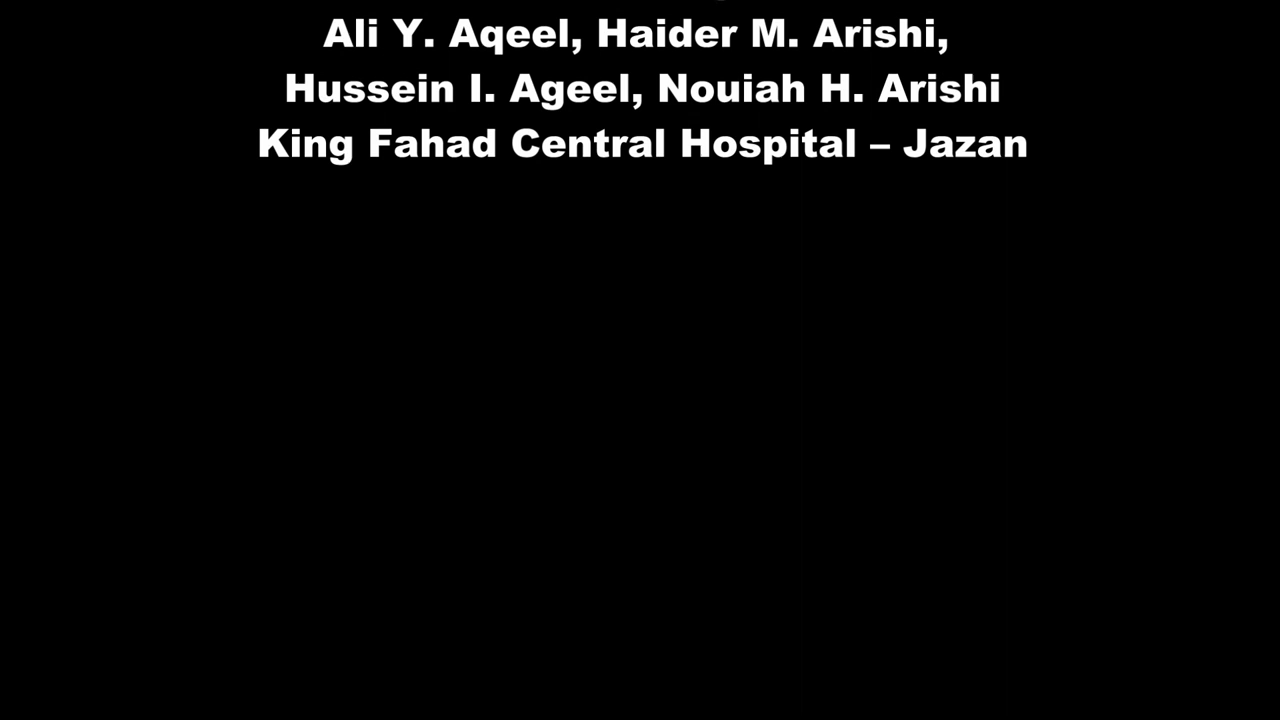 Ali Y. Aqeel, Haider M. Arishi,
Hussein I. Ageel, Nouiah H. Arishi
King Fahad Central Hospital – Jazan